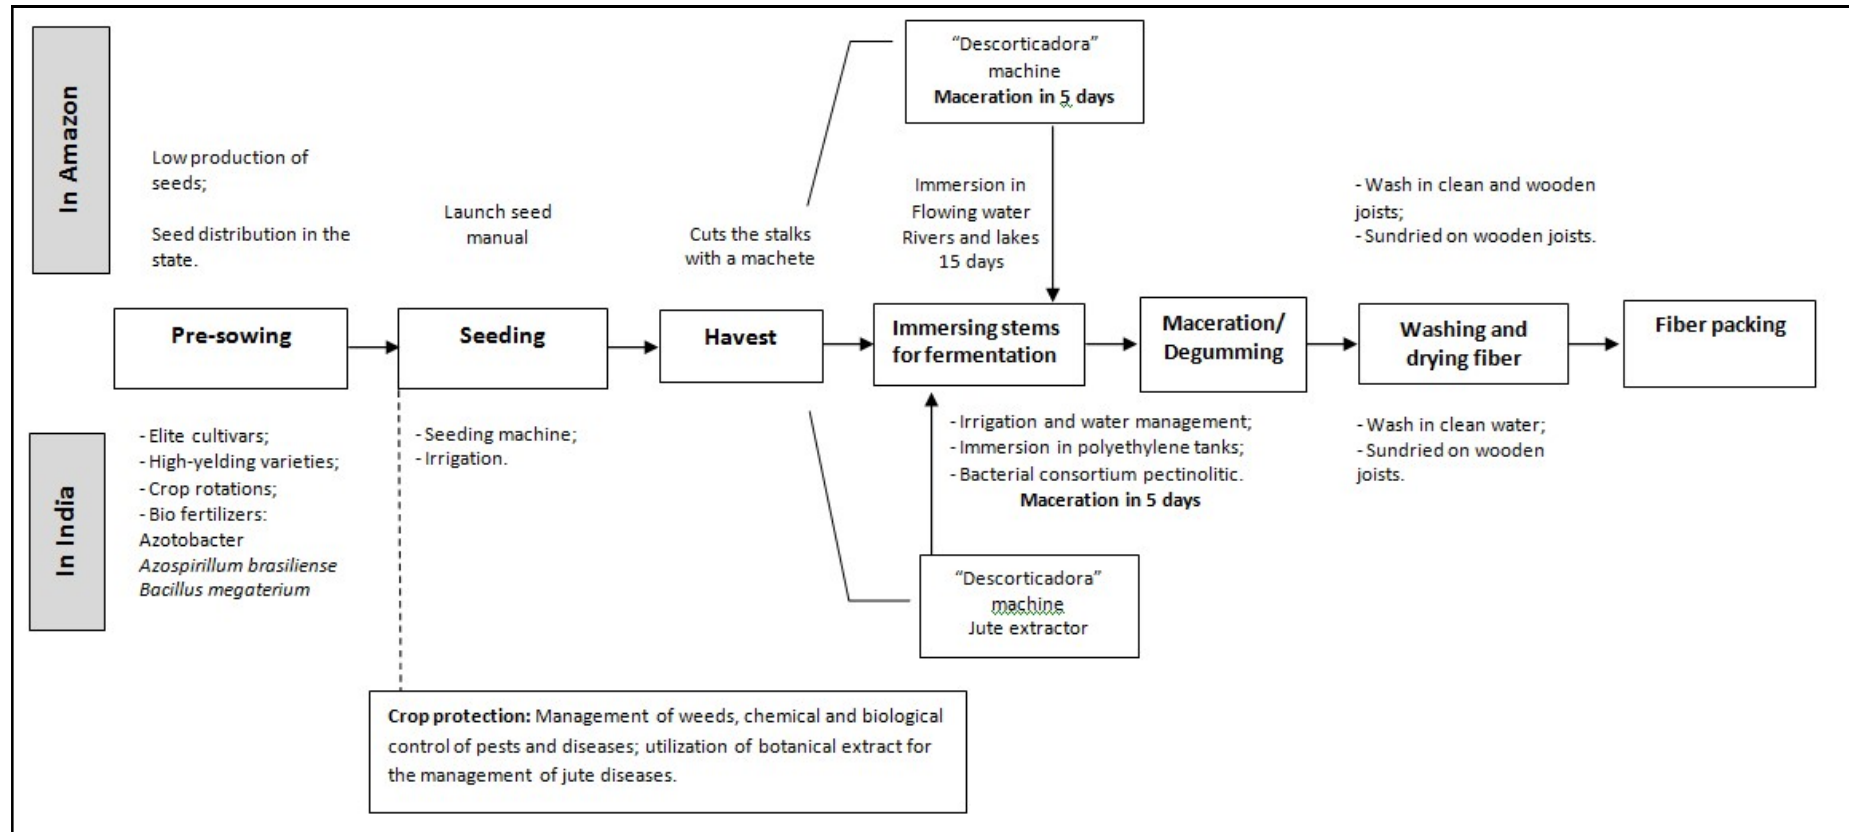 In Amazon
Low production of
seeds;
Seed distribution in the
state.
Launch seed
manual
Cuts the stalks
with a machete
"Descorticadora"
machine
Maceration in 5 days
Immersion in
Flowing water
Rivers and lakes
15 days
- Wash in clean and wooden
joists;
- Sundried on wooden joists.
Pre-sowing
Seeding
Havest
Immersing stems
for fermentation
Maceration/
Degumming
Washing and
drying fiber
Fiber packing
In India
- Elite cultivars;
- High-yelding varieties;
- Crop rotations;
- Bio fertilizers:
Azotobacter
Azospirillum brasiliense
Bacillus megaterium
- Seeding machine;
- Irrigation.
- Irrigation and water management;
- Immersion in polyethylene tanks;
- Bacterial consortium pectinolitic.
Maceration in 5 days
- Wash in clean water;
- Sundried on wooden
joists.
"Descorticadora"
machine
Jute extractor
Crop protection: Management of weeds, chemical and biological
control of pests and diseases; utilization of botanical extract for
the management of jute diseases.